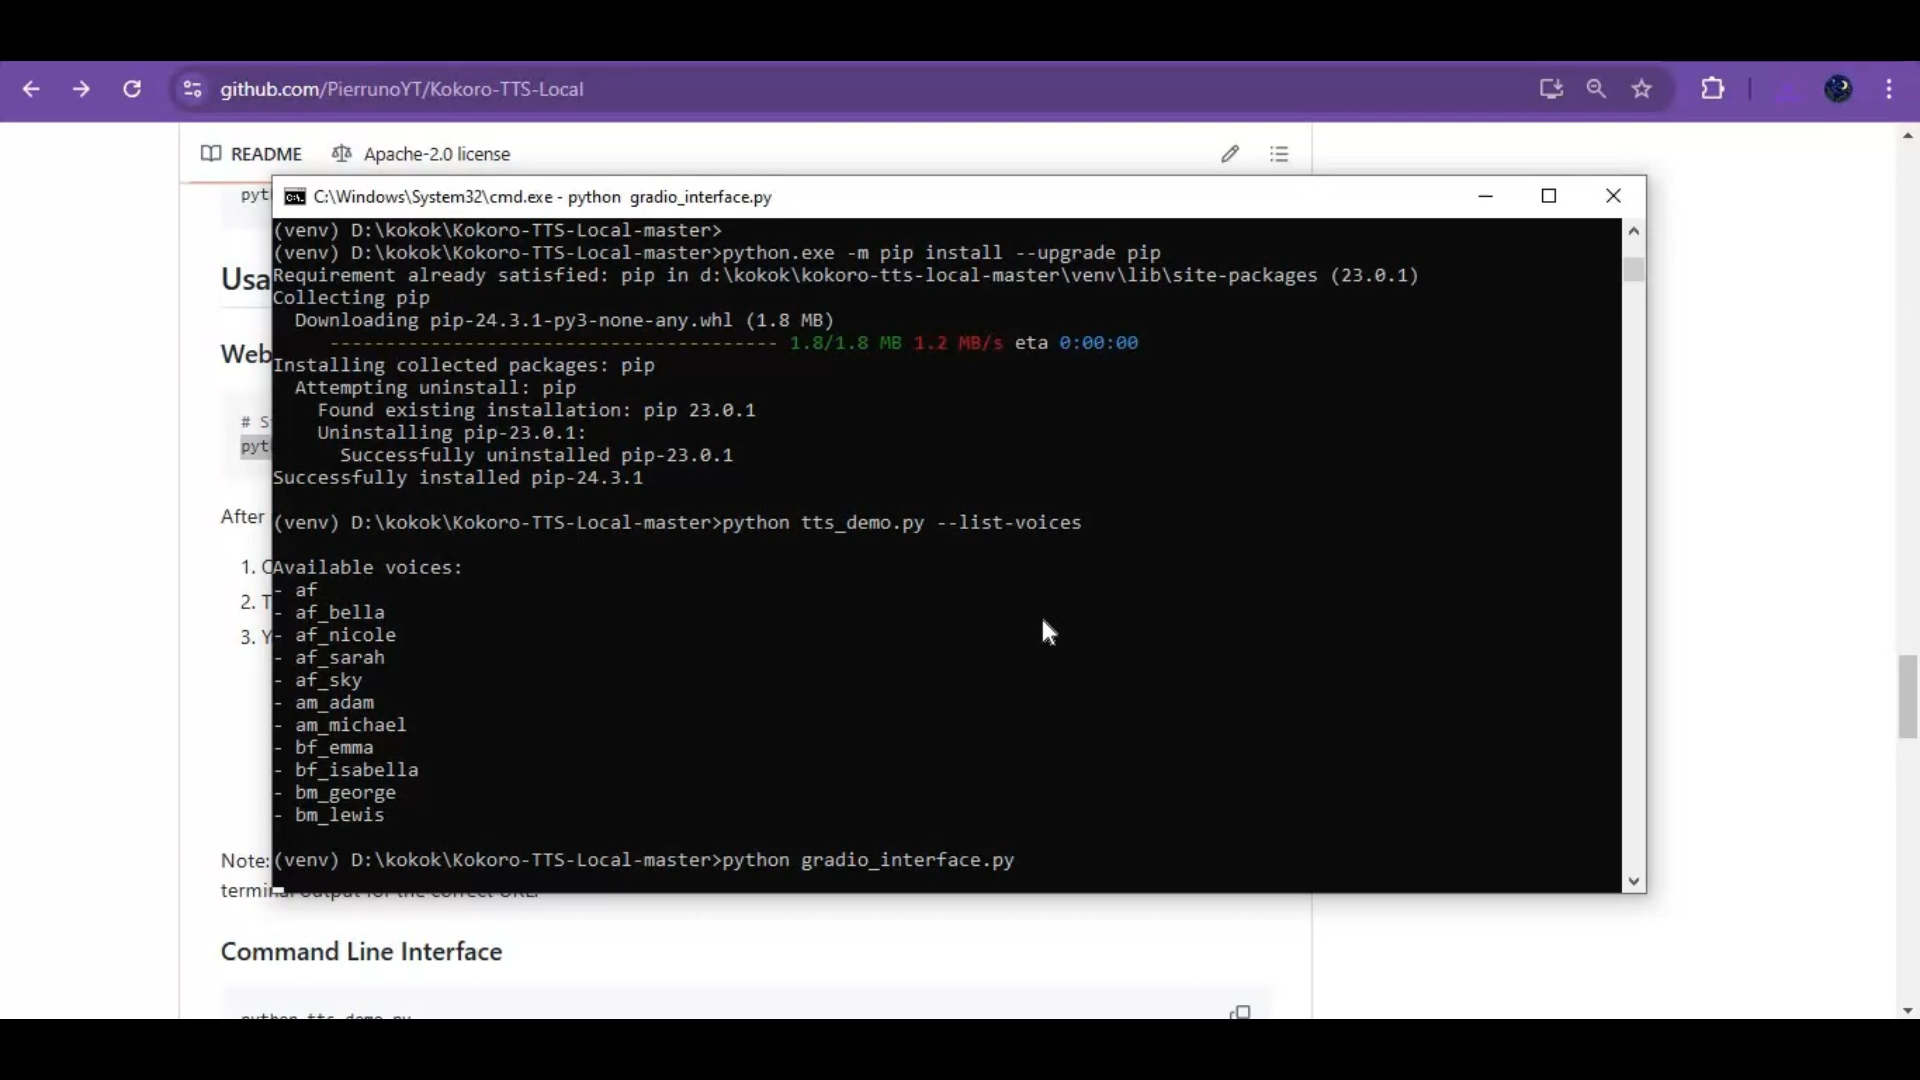 github.com/PierrunoYT/Kokoro-TTS-Local
README Apache-2.0 license
C:\Windows\System32\cmd.exe - python  gradio_interface.py
(venv) D:\kokok\Kokoro-TTS-Local-master>
(venv) D:\kokok\Kokoro-TTS-Local-master>python.exe -m pip install --upgrade pip
Requirement already satisfied: pip in d:\kokok\kokoro-tts-local-master\venv\lib\site-packages (23.0.1)
Collecting pip
  Downloading pip-24.3.1-py3-none-any.whl (1.8 MB)
     ---------------------------------------- 1.8/1.8 MB 1.2 MB/s eta 0:00:00
Installing collected packages: pip
  Attempting uninstall: pip
    Found existing installation: pip 23.0.1
    Uninstalling pip-23.0.1:
      Successfully uninstalled pip-23.0.1
Successfully installed pip-24.3.1
After
(venv) D:\kokok\Kokoro-TTS-Local-master>python tts_demo.py --list-voices
1.
Available voices:
- af
2.
- af_bella
3.
- af_nicole
- af_sarah
- af_sky
- am_adam
- am_michael
- bf_emma
- bf_isabella
- bm_george
- bm_lewis
Note:
(venv) D:\kokok\Kokoro-TTS-Local-master>python gradio_interface.py
Command Line Interface
python tts_demo.py